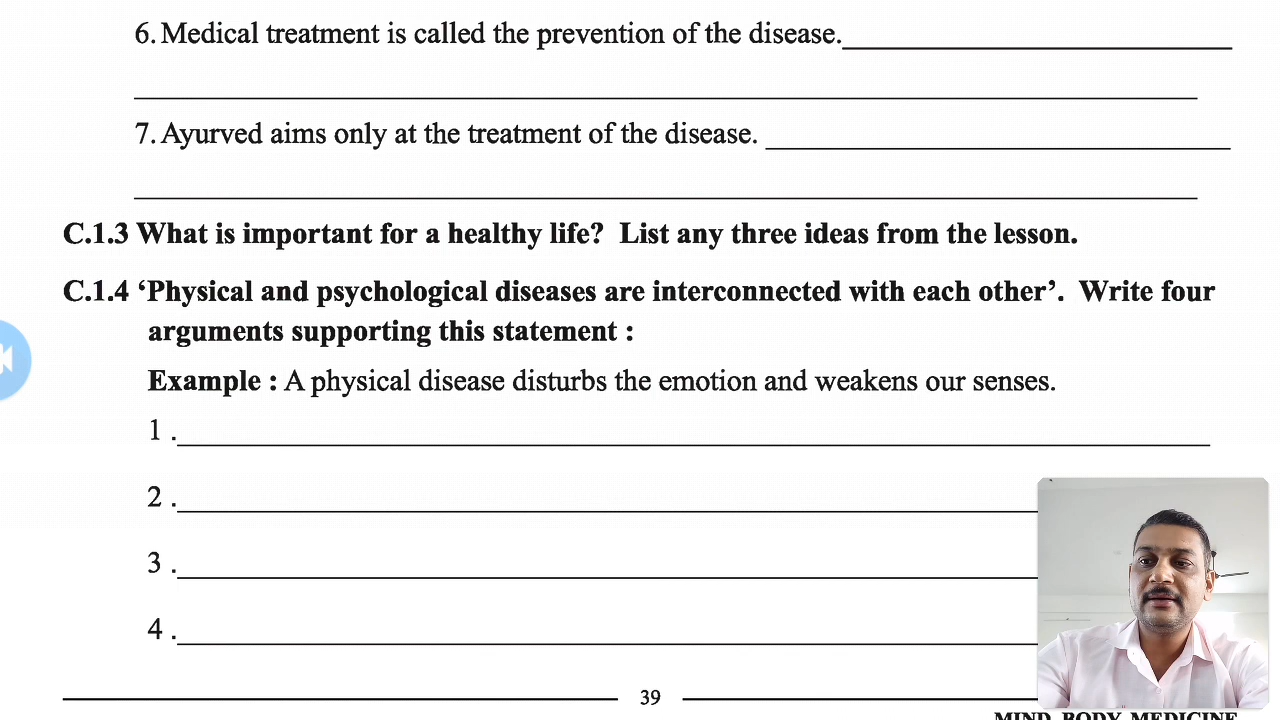 6. Medical treatment is called the prevention of the disease.
7. Ayurved aims only at the treatment of the disease.
C.1.3 What is important for a healthy life? List any three ideas from the lesson.
C.1.4 ‘Physical and psychological diseases are interconnected with each other’. Write four
arguments supporting this statement :
Example : A physical disease disturbs the emotion and weakens our senses.
1 .
2 .
3 .
4 .
39
MIND BODY MEDICINE